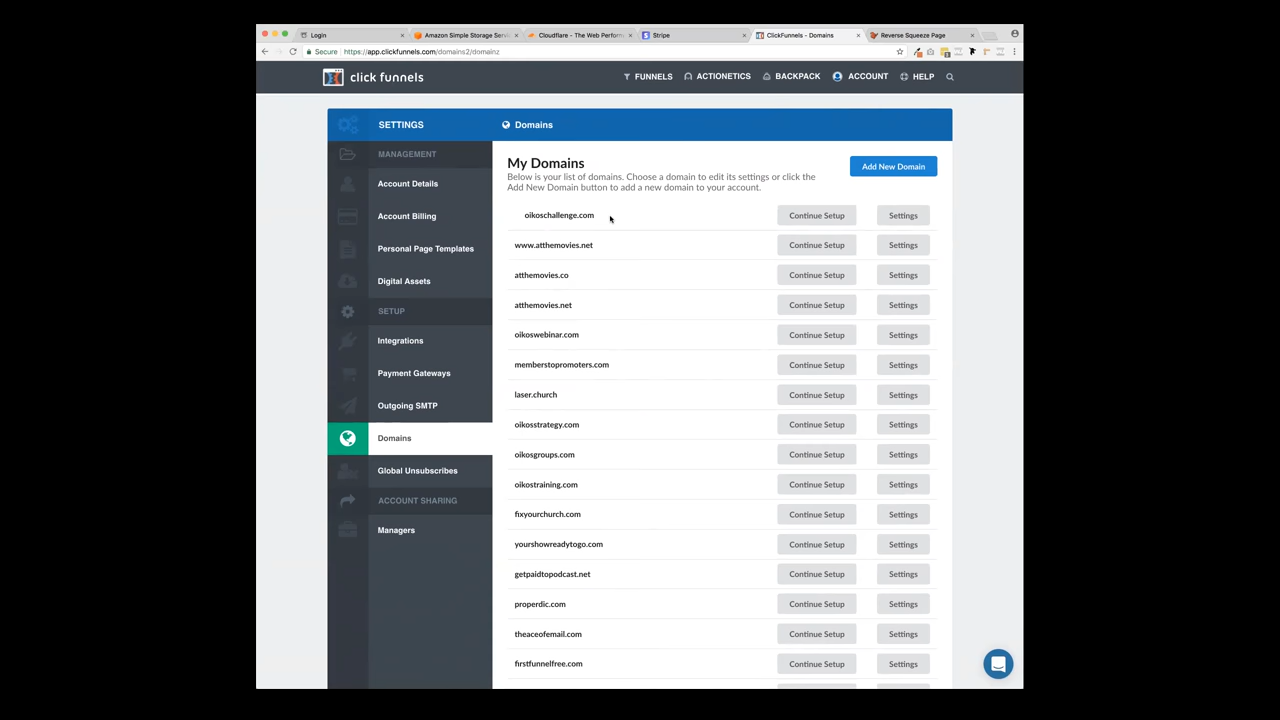 Login
Amazon Simple Storage Servi
Cloudflare - The Web Perform
Stripe
ClickFunnels - Domains
Reverse Squeeze Page
Secure https://app.clickfunnels.com/domains2/domainz
click funnels
FUNNELS
ACTIONETICS
BACKPACK
ACCOUNT
HELP
SETTINGS
MANAGEMENT
Account Details
Account Billing
Personal Page Templates
Digital Assets
SETUP
Integrations
Payment Gateways
Outgoing SMTP
Domains
Global Unsubscribes
ACCOUNT SHARING
Managers
Domains
My Domains
Below is your list of domains. Choose a domain to edit its settings or click the
Add New Domain button to add a new domain to your account.
Add New Domain
oikoschallenge.com Continue Setup Settings
www.atthemovies.net Continue Setup Settings
atthemovies.co Continue Setup Settings
atthemovies.net Continue Setup Settings
oikoswebinar.com Continue Setup Settings
memberstopromoters.com Continue Setup Settings
laser.church Continue Setup Settings
oikosstrategy.com Continue Setup Settings
oikosgroups.com Continue Setup Settings
oikostraining.com Continue Setup Settings
fixyourchurch.com Continue Setup Settings
yourshowreadytogo.com Continue Setup Settings
getpaidtopodcast.net Continue Setup Settings
properdic.com Continue Setup Settings
theaceofemail.com Continue Setup Settings
firstfunnelfree.com Continue Setup Settings